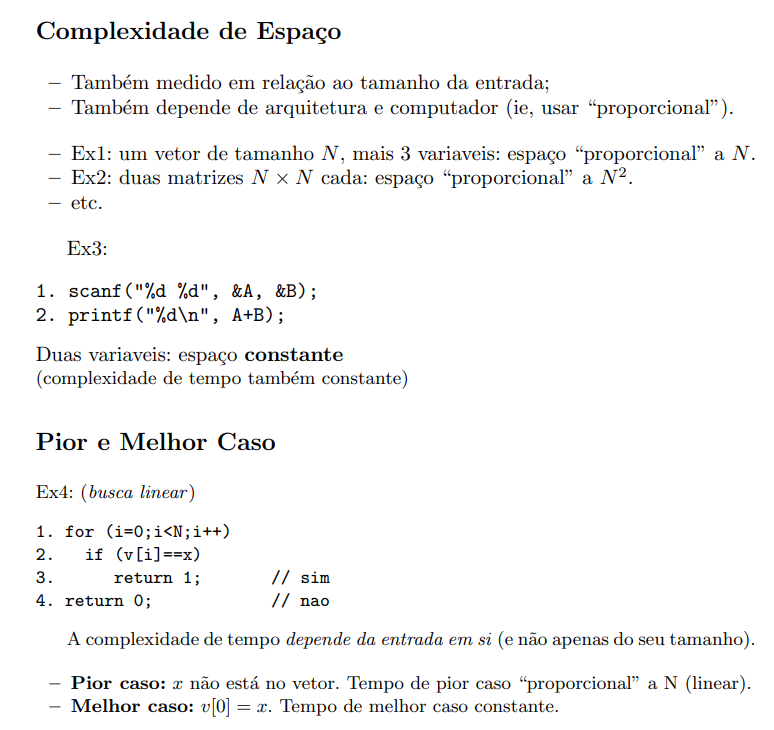 Complexidade de Espaço
– Também medido em relação ao tamanho da entrada;
– Também depende de arquitetura e computador (ie, usar “proporcional”).
– Ex1: um vetor de tamanho N, mais 3 variaveis: espaço “proporcional” a N.
– Ex2: duas matrizes N × N cada: espaço “proporcional” a N².
– etc.
Ex3:
1. scanf("%d %d", &A, &B);
2. printf("%d\n", A+B);
Duas variaveis: espaço constante
(complexidade de tempo também constante)
Pior e Melhor Caso
Ex4: (busca linear)
1. for (i=0;i<N;i++)
2.   if (v[i]==x)
3.      return 1;       // sim
4. return 0;            // nao
A complexidade de tempo depende da entrada em si (e não apenas do seu tamanho).
– Pior caso: x não está no vetor. Tempo de pior caso “proporcional” a N (linear).
– Melhor caso: v[0] = x. Tempo de melhor caso constante.